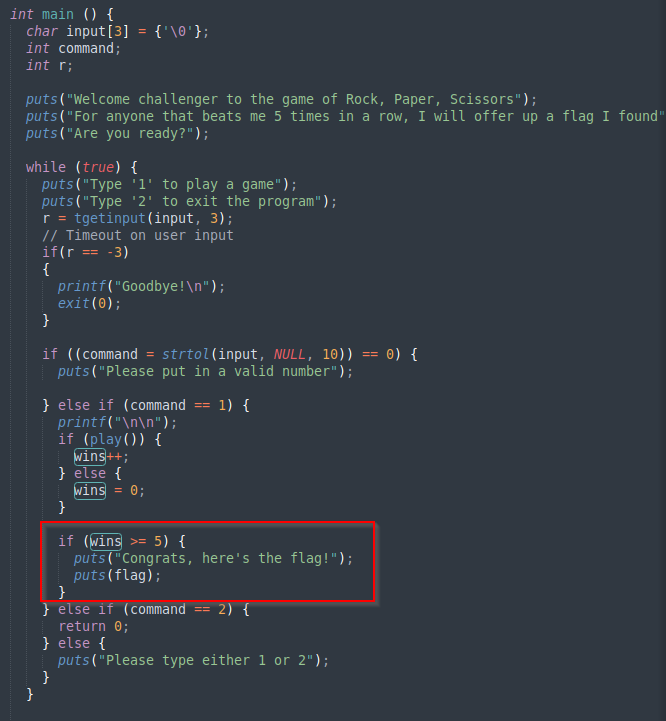 int main () {
char input[3] = {'\0'};
int command;
int r;
puts("Welcome challenger to the game of Rock, Paper, Scissors");
puts("For anyone that beats me 5 times in a row, I will offer up a flag I found"
puts("Are you ready?");
while (true) {
puts("Type '1' to play a game");
puts("Type '2' to exit the program");
r = tgetinput(input, 3);
// Timeout on user input
if(r == -3)
{
printf("Goodbye!\n");
exit(0);
}
if ((command = strtol(input, NULL, 10)) == 0) {
puts("Please put in a valid number");
} else if (command == 1) {
printf("\n\n");
if (play()) {
wins++;
} else {
wins = 0;
}
if (wins >= 5) {
puts("Congrats, here's the flag!");
puts(flag);
}
} else if (command == 2) {
return 0;
} else {
puts("Please type either 1 or 2");
}
}